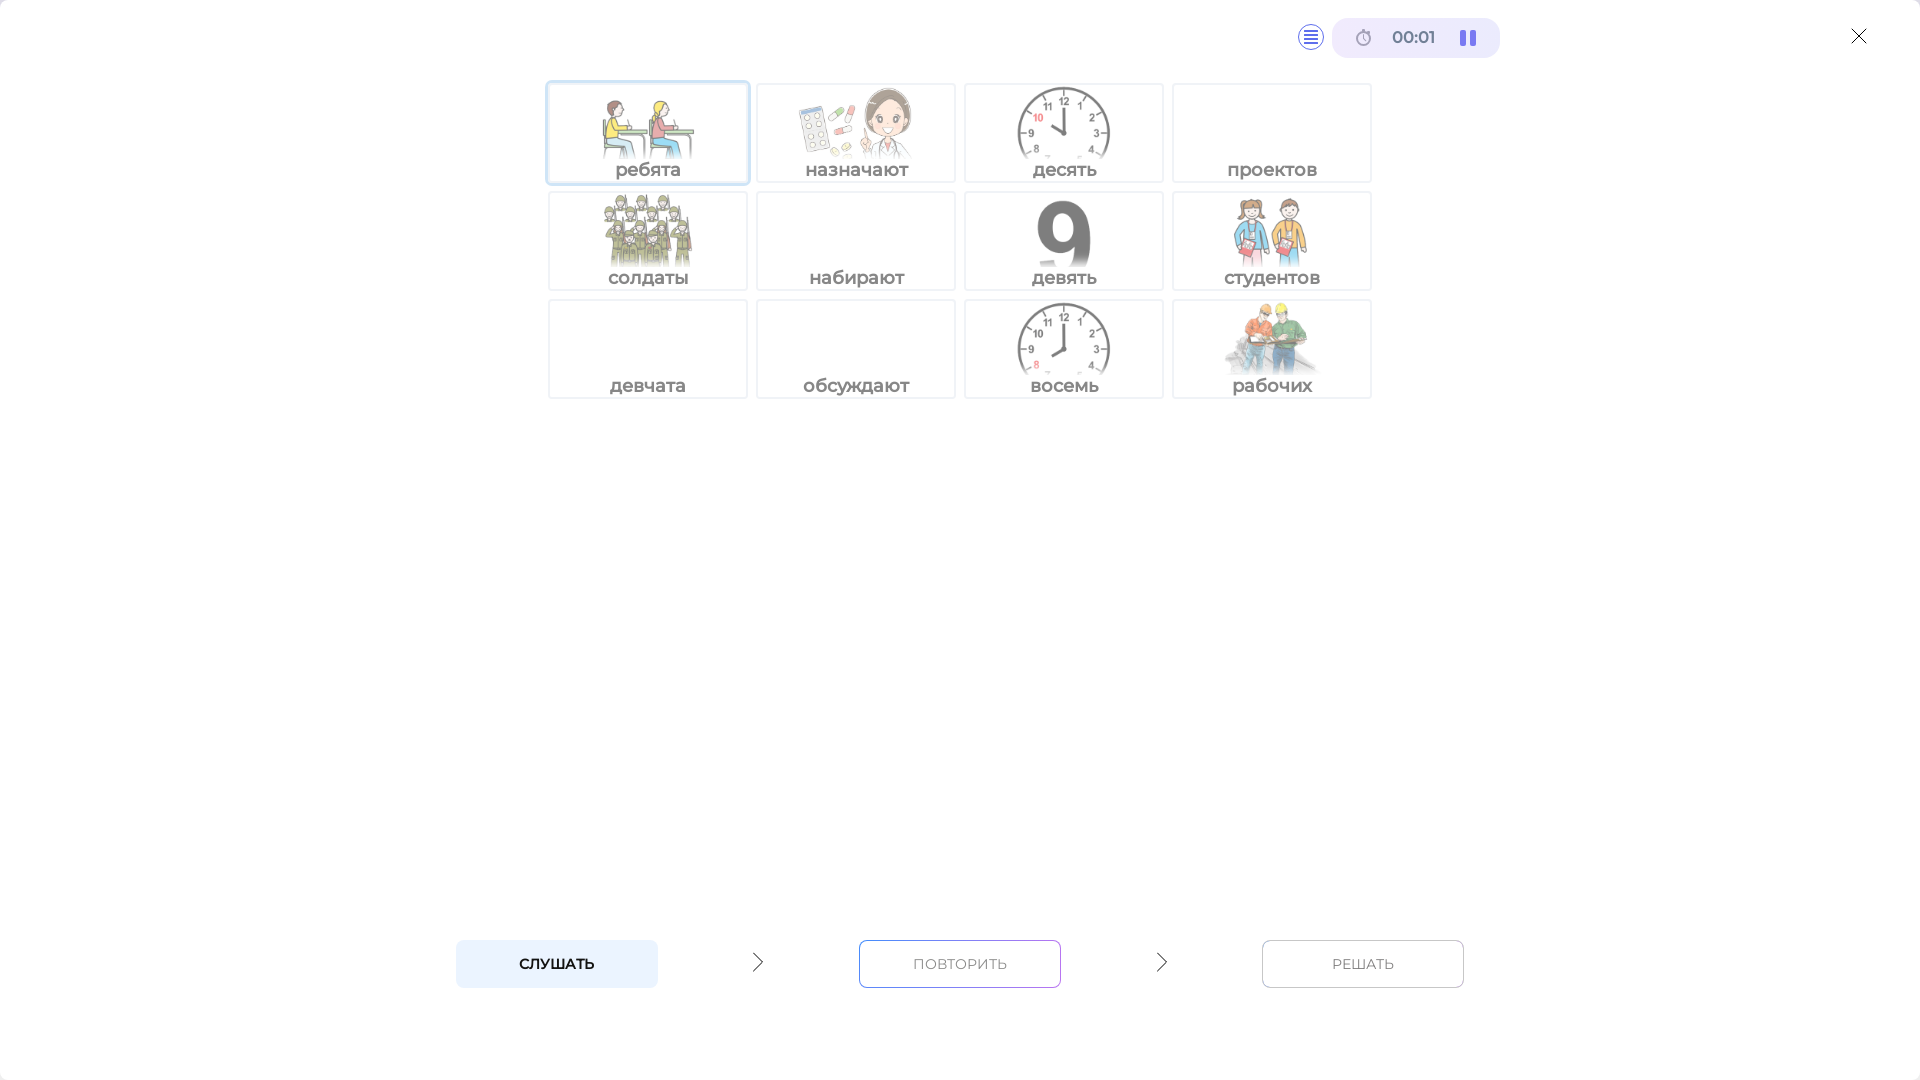 00:01
ребята
назначают
десять
проектов
солдаты
набирают
девять
студентов
девчата
обсуждают
восемь
рабочих
СЛУШАТЬ
ПОВТОРИТЬ
РЕШАТЬ